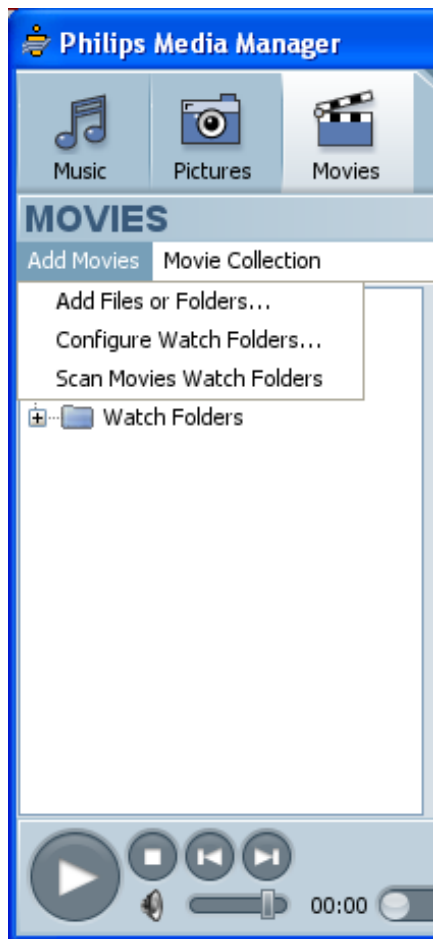 Philips Media Manager
Music Pictures Movies
MOVIES
Add Movies Movie Collection
Add Files or Folders...
Configure Watch Folders...
Scan Movies Watch Folders
Watch Folders
00:00